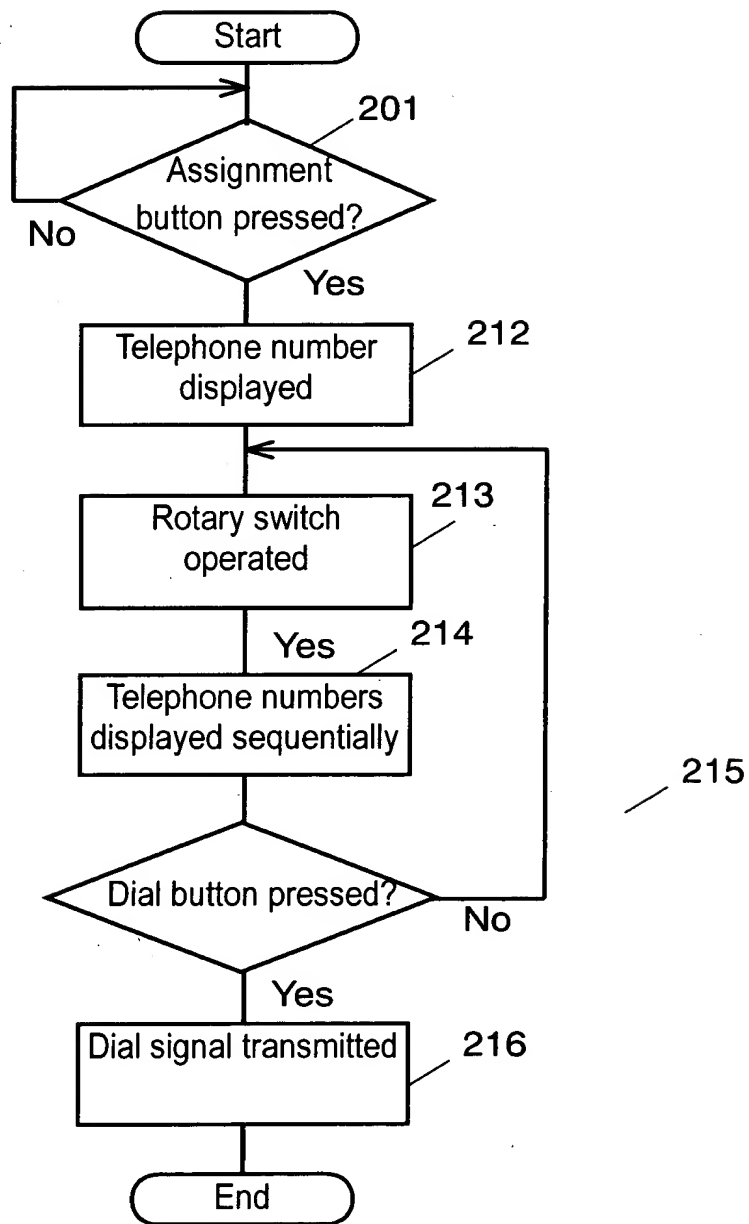 Start
201
Assignment
button pressed?
No
Yes
212
Telephone number
displayed
213
Rotary switch
operated
Yes
214
Telephone numbers
displayed sequentially
215
Dial button pressed?
No
Yes
Dial signal transmitted
216
End